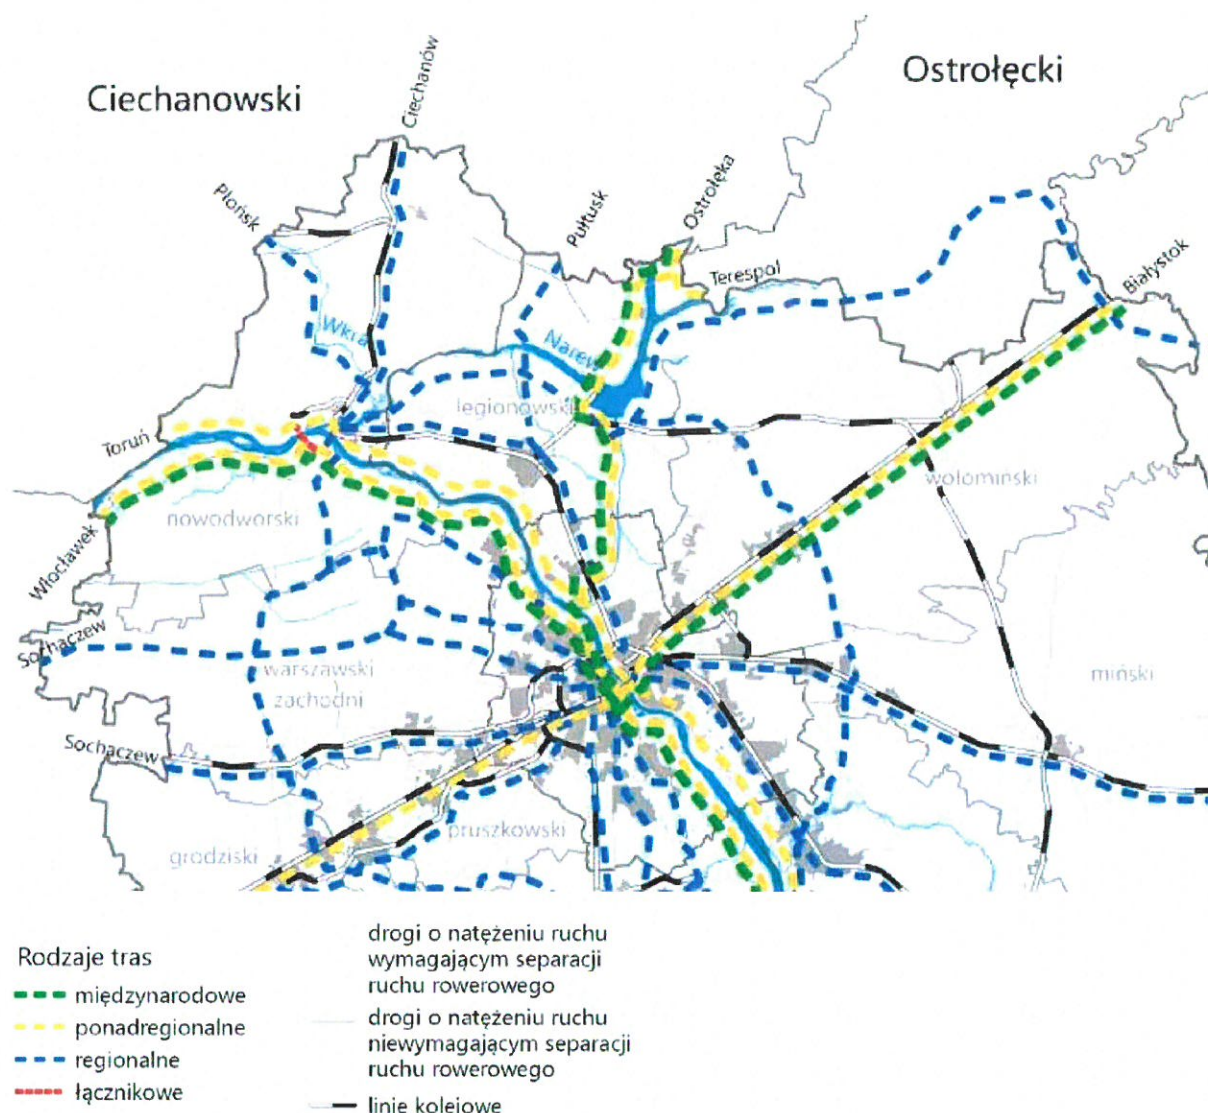 Ciechanowski
Ostrołęcki
Ciechanów
Płońsk
Pułtusk
Ostrołęka
Terespol
Białystok
Wkra
Narew
legionowski
Toruń
wołomiński
nowodworski
Włocławek
Sochaczew
warszawski
zachodni
miński
Sochaczew
pruszkowski
grodziski
Rodzaje tras
międzynarodowe
ponadregionalne
regionalne
łącznikowe
drogi o natężeniu ruchu
wymagającym separacji
ruchu rowerowego
drogi o natężeniu ruchu
niewymagającym separacji
ruchu rowerowego
linie kolejowe